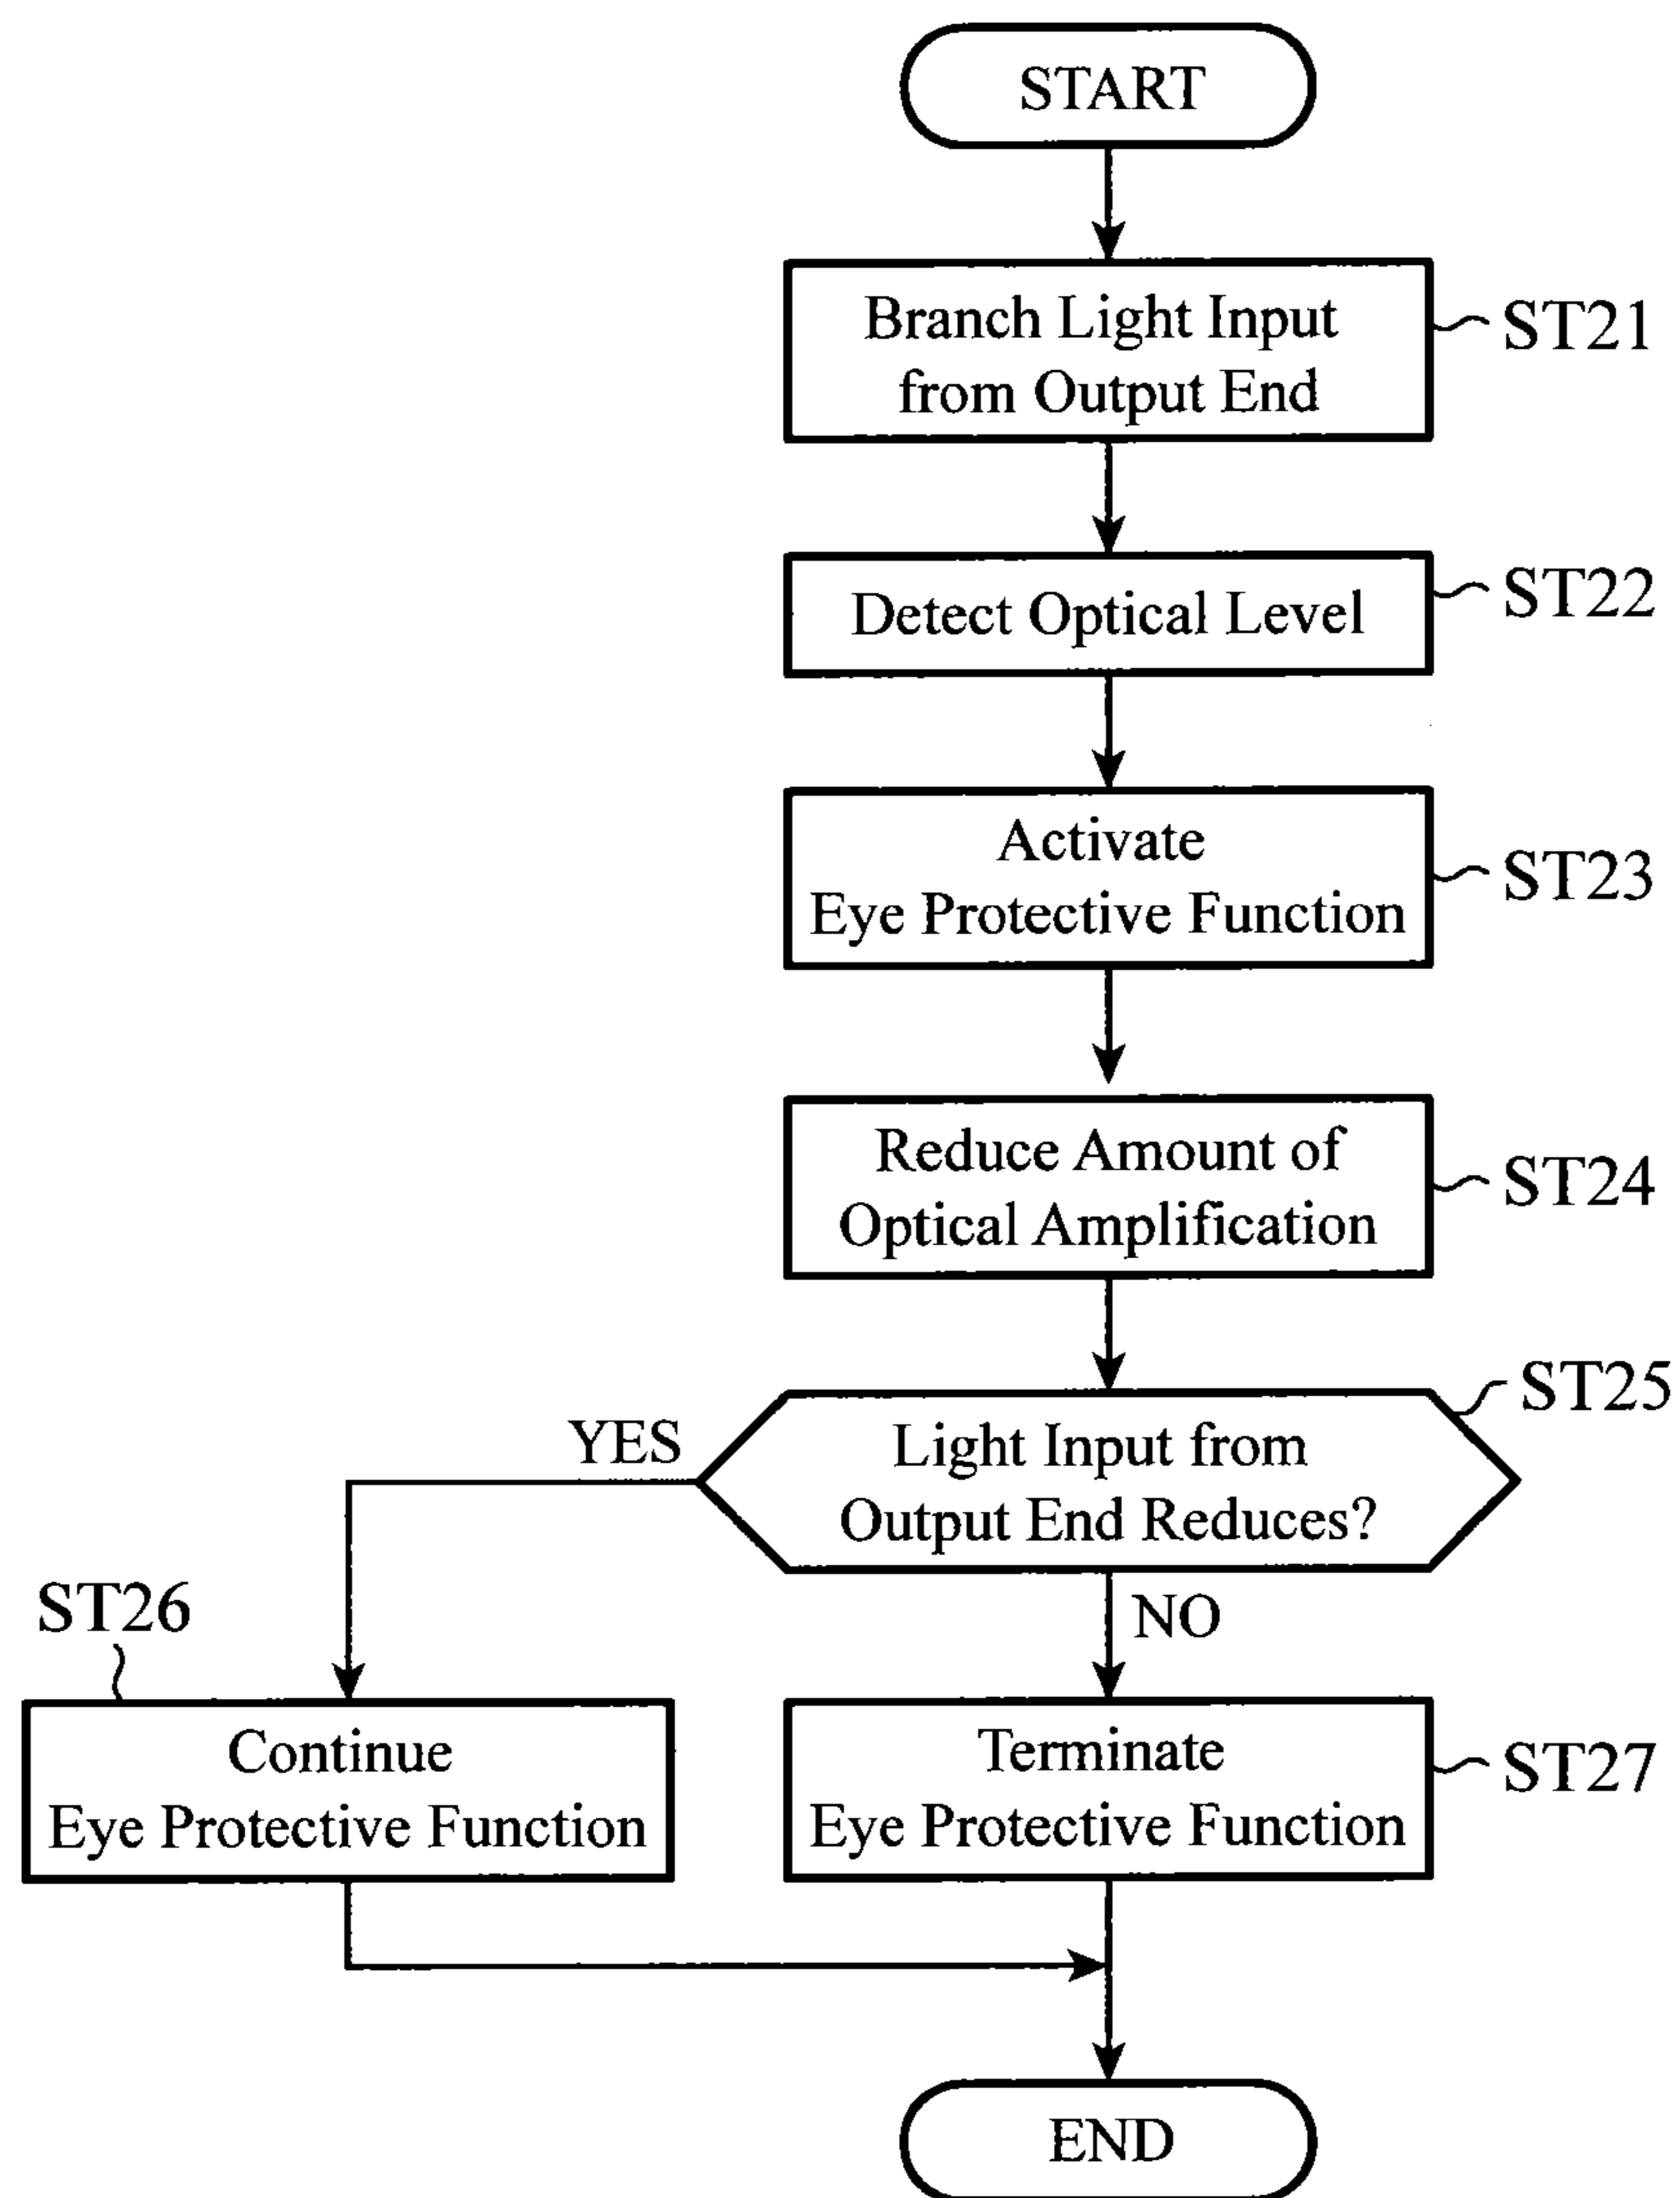 START
Branch Light Input
from Output End
ST21
Detect Optical Level
ST22
Activate
Eye Protective Function
ST23
Reduce Amount of
Optical Amplification
ST24
Light Input from
Output End Reduces?
ST25
YES
NO
ST26
Continue
Eye Protective Function
Terminate
Eye Protective Function
ST27
END